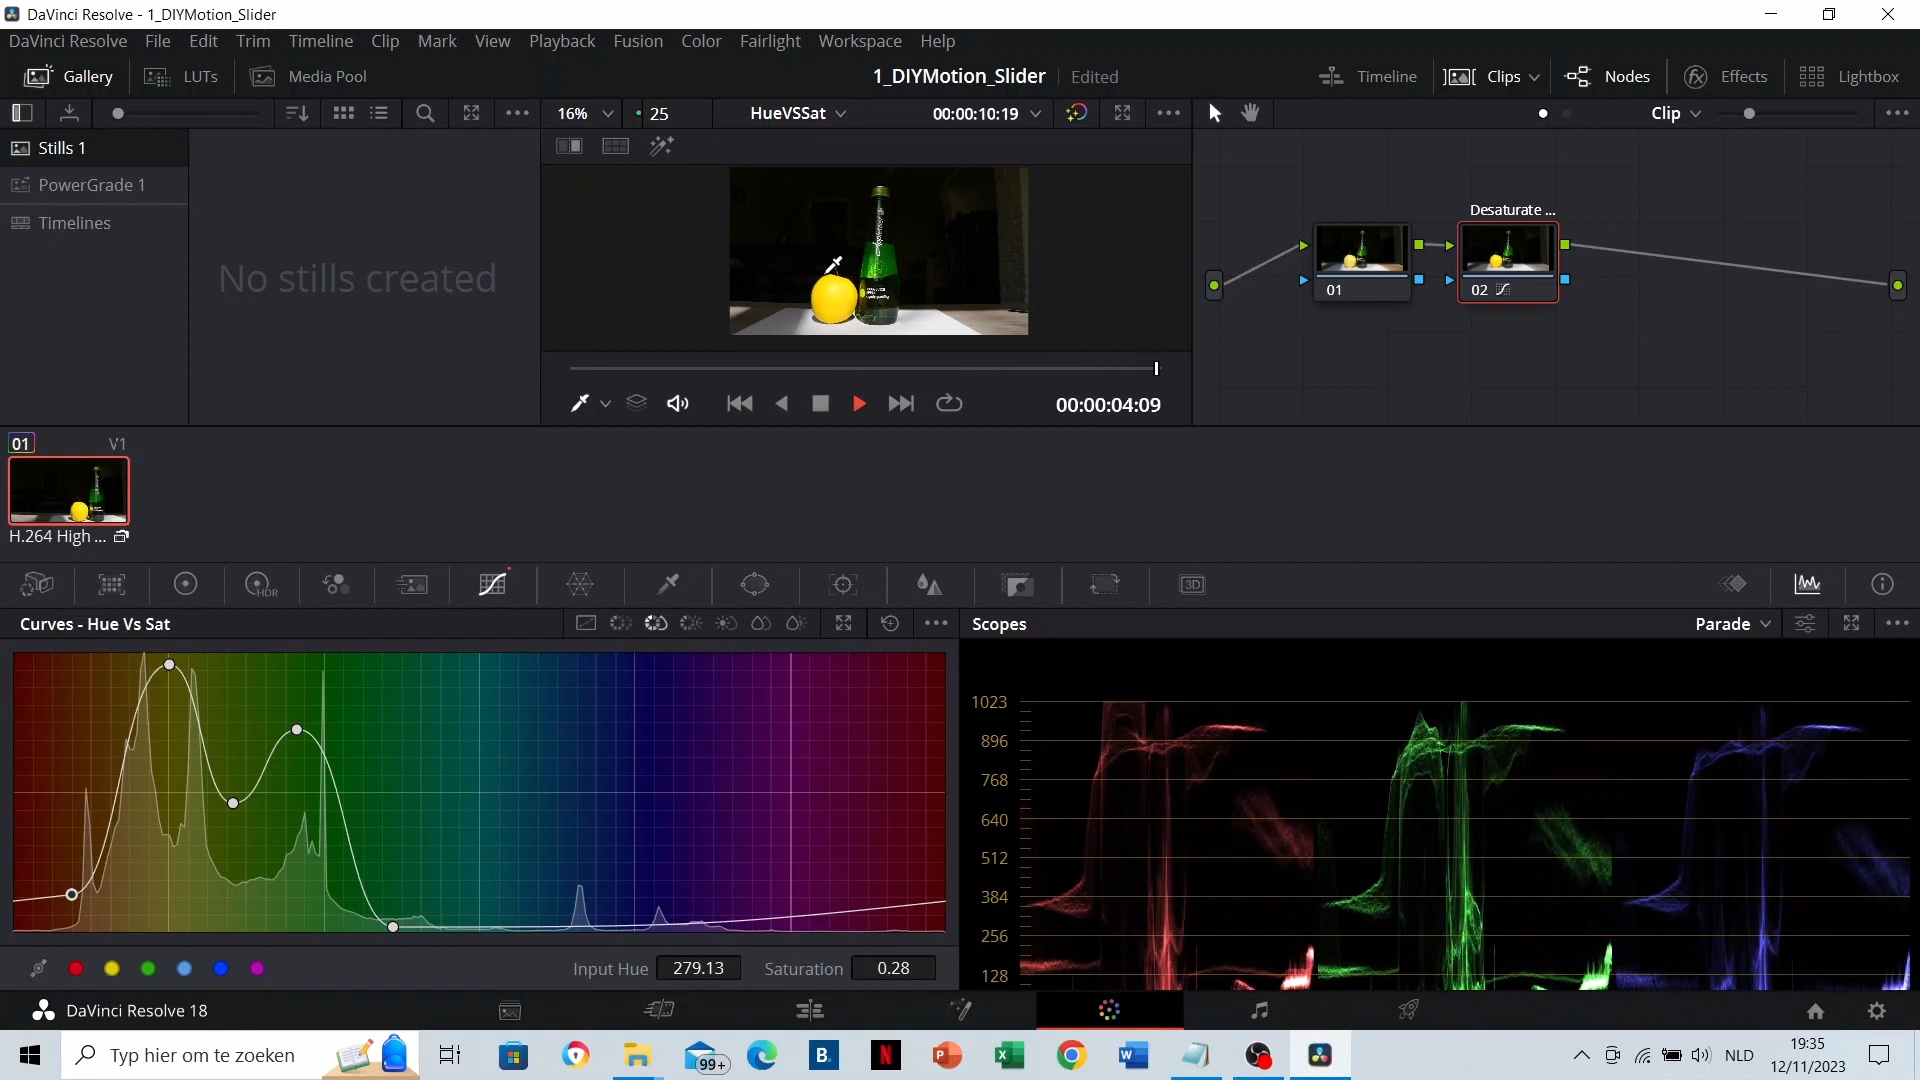 DaVinci Resolve - 1_DIYMotion_Slider
DaVinci Resolve File Edit Trim Timeline Clip Mark View Playback Fusion Color Fairlight Workspace Help
Gallery LUTs Media Pool 1_DIYMotion_Slider Edited Timeline Clips Nodes Effects Lightbox
16% 25 HueVSSat 00:00:10:19 Clip
Stills 1
PowerGrade 1
Timelines
No stills created
Desaturate ...
01
02
00:00:04:09
01 V1
H.264 High ...
HDR
3D
Curves - Hue Vs Sat
Scopes Parade
1023
896
768
640
512
384
256
128
Input Hue 279.13 Saturation 0.28
DaVinci Resolve 18
Typ hier om te zoeken
99+
B.
N
NLD
19:35
12/11/2023